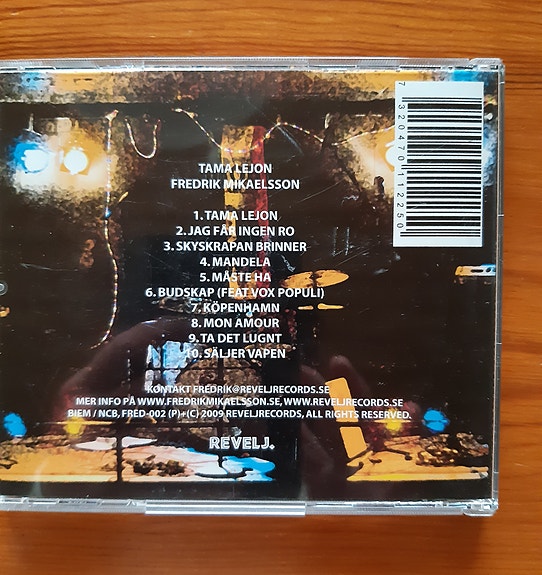 TAMA LEJON
FREDRIK MIKAELSSON
1. TAMA LEJON
2. JAG FÅR INGEN RO
3. SKYSKRAPAN BRINNER
4. MANDELA
5. MÅSTE HA
6. BUDSKAP (FEAT VOX POPULI)
7. KÖPENHAMN
8. MON AMOUR
9. TA DET LUGNT
10. SÄLJER VAPEN
KONTAKT FREDRIK@REVELJRECORDS.SE
MER INFO PÅ WWW.FREDRIKMIKAELSSON.SE, WWW.REVELJRECORDS.SE
BIEM / NCB, FRED-002 (P)+(C) 2009 REVELJRECORDS, ALL RIGHTS RESERVED.
REVELJ.
7 320470 112250